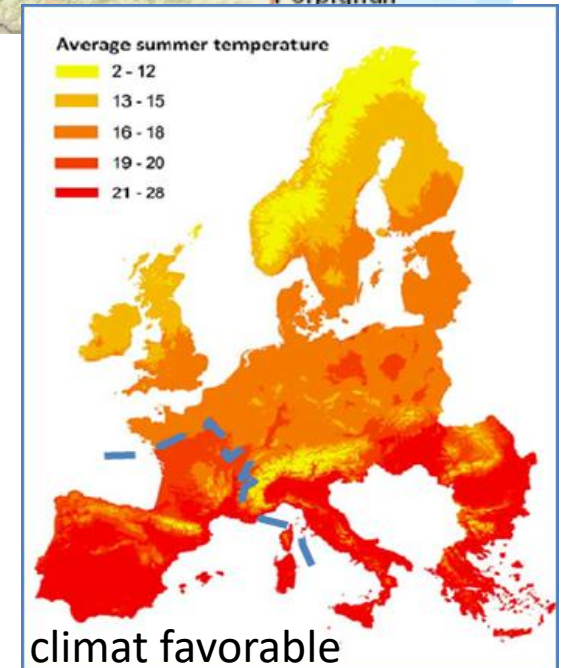 Average summer temperature
2 - 12
13 - 15
16 - 18
19 - 20
21 - 28
climat favorable